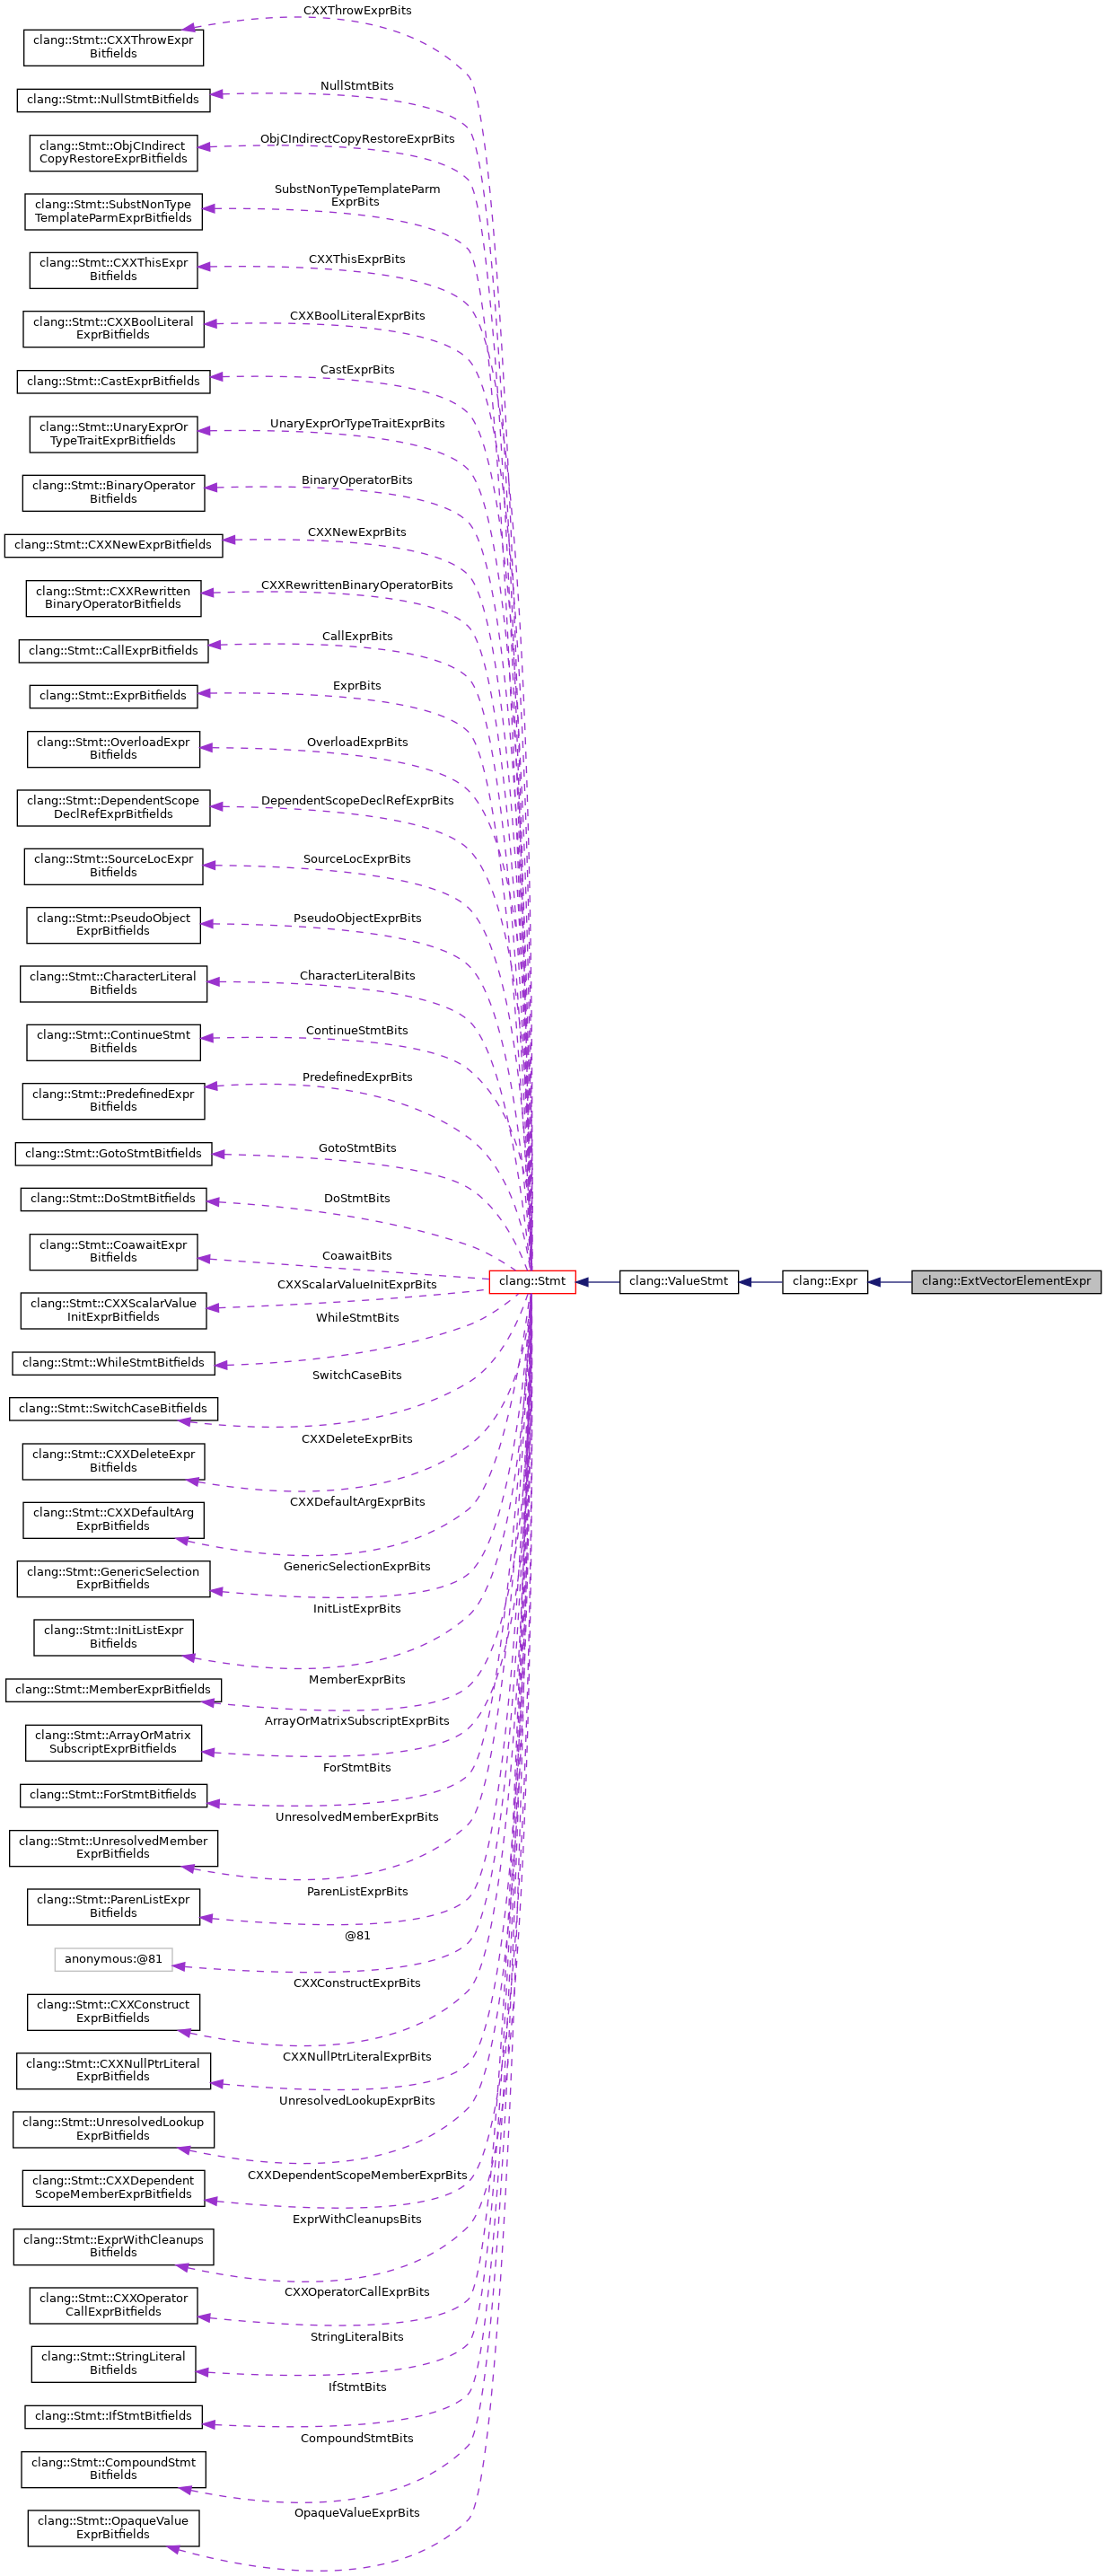 CXXThrowExprBits
clang::Stmt::CXXThrowExpr
Bitfields
NullStmtBits
clang::Stmt::NullStmtBitfields
ObjCIndirectCopyRestoreExprBits
clang::Stmt::ObjCIndirect
CopyRestoreExprBitfields
SubstNonTypeTemplateParm
ExprBits
clang::Stmt::SubstNonType
TemplateParmExprBitfields
CXXThisExprBits
clang::Stmt::CXXThisExpr
Bitfields
CXXBoolLiteralExprBits
clang::Stmt::CXXBoolLiteral
ExprBitfields
CastExprBits
clang::Stmt::CastExprBitfields
UnaryExprOrTypeTraitExprBits
clang::Stmt::UnaryExprOr
TypeTraitExprBitfields
BinaryOperatorBits
clang::Stmt::BinaryOperator
Bitfields
CXXNewExprBits
clang::Stmt::CXXNewExprBitfields
CXXRewrittenBinaryOperatorBits
clang::Stmt::CXXRewritten
BinaryOperatorBitfields
CallExprBits
clang::Stmt::CallExprBitfields
ExprBits
clang::Stmt::ExprBitfields
OverloadExprBits
clang::Stmt::OverloadExpr
Bitfields
DependentScopeDeclRefExprBits
clang::Stmt::DependentScope
DeclRefExprBitfields
SourceLocExprBits
clang::Stmt::SourceLocExpr
Bitfields
PseudoObjectExprBits
clang::Stmt::PseudoObject
ExprBitfields
CharacterLiteralBits
clang::Stmt::CharacterLiteral
Bitfields
ContinueStmtBits
clang::Stmt::ContinueStmt
Bitfields
PredefinedExprBits
clang::Stmt::PredefinedExpr
Bitfields
GotoStmtBits
clang::Stmt::GotoStmtBitfields
DoStmtBits
clang::Stmt::DoStmtBitfields
CoawaitBits
clang::Stmt::CoawaitExpr
Bitfields
clang::Stmt
clang::ValueStmt
clang::Expr
clang::ExtVectorElementExpr
CXXScalarValueInitExprBits
clang::Stmt::CXXScalarValue
InitExprBitfields
WhileStmtBits
clang::Stmt::WhileStmtBitfields
SwitchCaseBits
clang::Stmt::SwitchCaseBitfields
CXXDeleteExprBits
clang::Stmt::CXXDeleteExpr
Bitfields
CXXDefaultArgExprBits
clang::Stmt::CXXDefaultArg
ExprBitfields
GenericSelectionExprBits
clang::Stmt::GenericSelection
ExprBitfields
InitListExprBits
clang::Stmt::InitListExpr
Bitfields
MemberExprBits
clang::Stmt::MemberExprBitfields
ArrayOrMatrixSubscriptExprBits
clang::Stmt::ArrayOrMatrix
SubscriptExprBitfields
ForStmtBits
clang::Stmt::ForStmtBitfields
UnresolvedMemberExprBits
clang::Stmt::UnresolvedMember
ExprBitfields
ParenListExprBits
clang::Stmt::ParenListExpr
Bitfields
@81
anonymous:@81
CXXConstructExprBits
clang::Stmt::CXXConstruct
ExprBitfields
CXXNullPtrLiteralExprBits
clang::Stmt::CXXNullPtrLiteral
ExprBitfields
UnresolvedLookupExprBits
clang::Stmt::UnresolvedLookup
ExprBitfields
CXXDependentScopeMemberExprBits
clang::Stmt::CXXDependent
ScopeMemberExprBitfields
ExprWithCleanupsBits
clang::Stmt::ExprWithCleanups
Bitfields
CXXOperatorCallExprBits
clang::Stmt::CXXOperator
CallExprBitfields
StringLiteralBits
clang::Stmt::StringLiteral
Bitfields
IfStmtBits
clang::Stmt::IfStmtBitfields
CompoundStmtBits
clang::Stmt::CompoundStmt
Bitfields
OpaqueValueExprBits
clang::Stmt::OpaqueValue
ExprBitfields